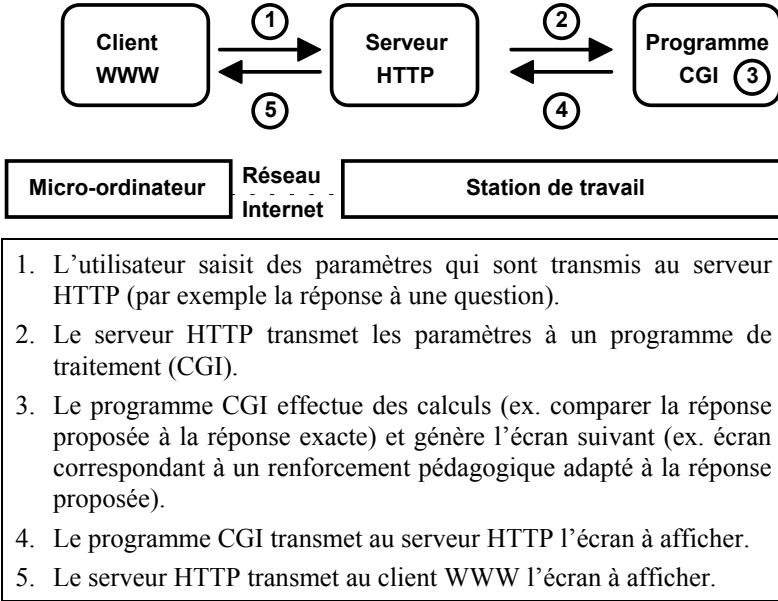 1 2
Client Serveur Programme
WWW HTTP CGI 3
5 4
Micro-ordinateur Réseau Station de travail
Internet
1. L’utilisateur saisit des paramètres qui sont transmis au serveur
HTTP (par exemple la réponse à une question).
2. Le serveur HTTP transmet les paramètres à un programme de
traitement (CGI).
3. Le programme CGI effectue des calculs (ex. comparer la réponse
proposée à la réponse exacte) et génère l’écran suivant (ex. écran
correspondant à un renforcement pédagogique adapté à la réponse
proposée).
4. Le programme CGI transmet au serveur HTTP l’écran à afficher.
5. Le serveur HTTP transmet au client WWW l’écran à afficher.